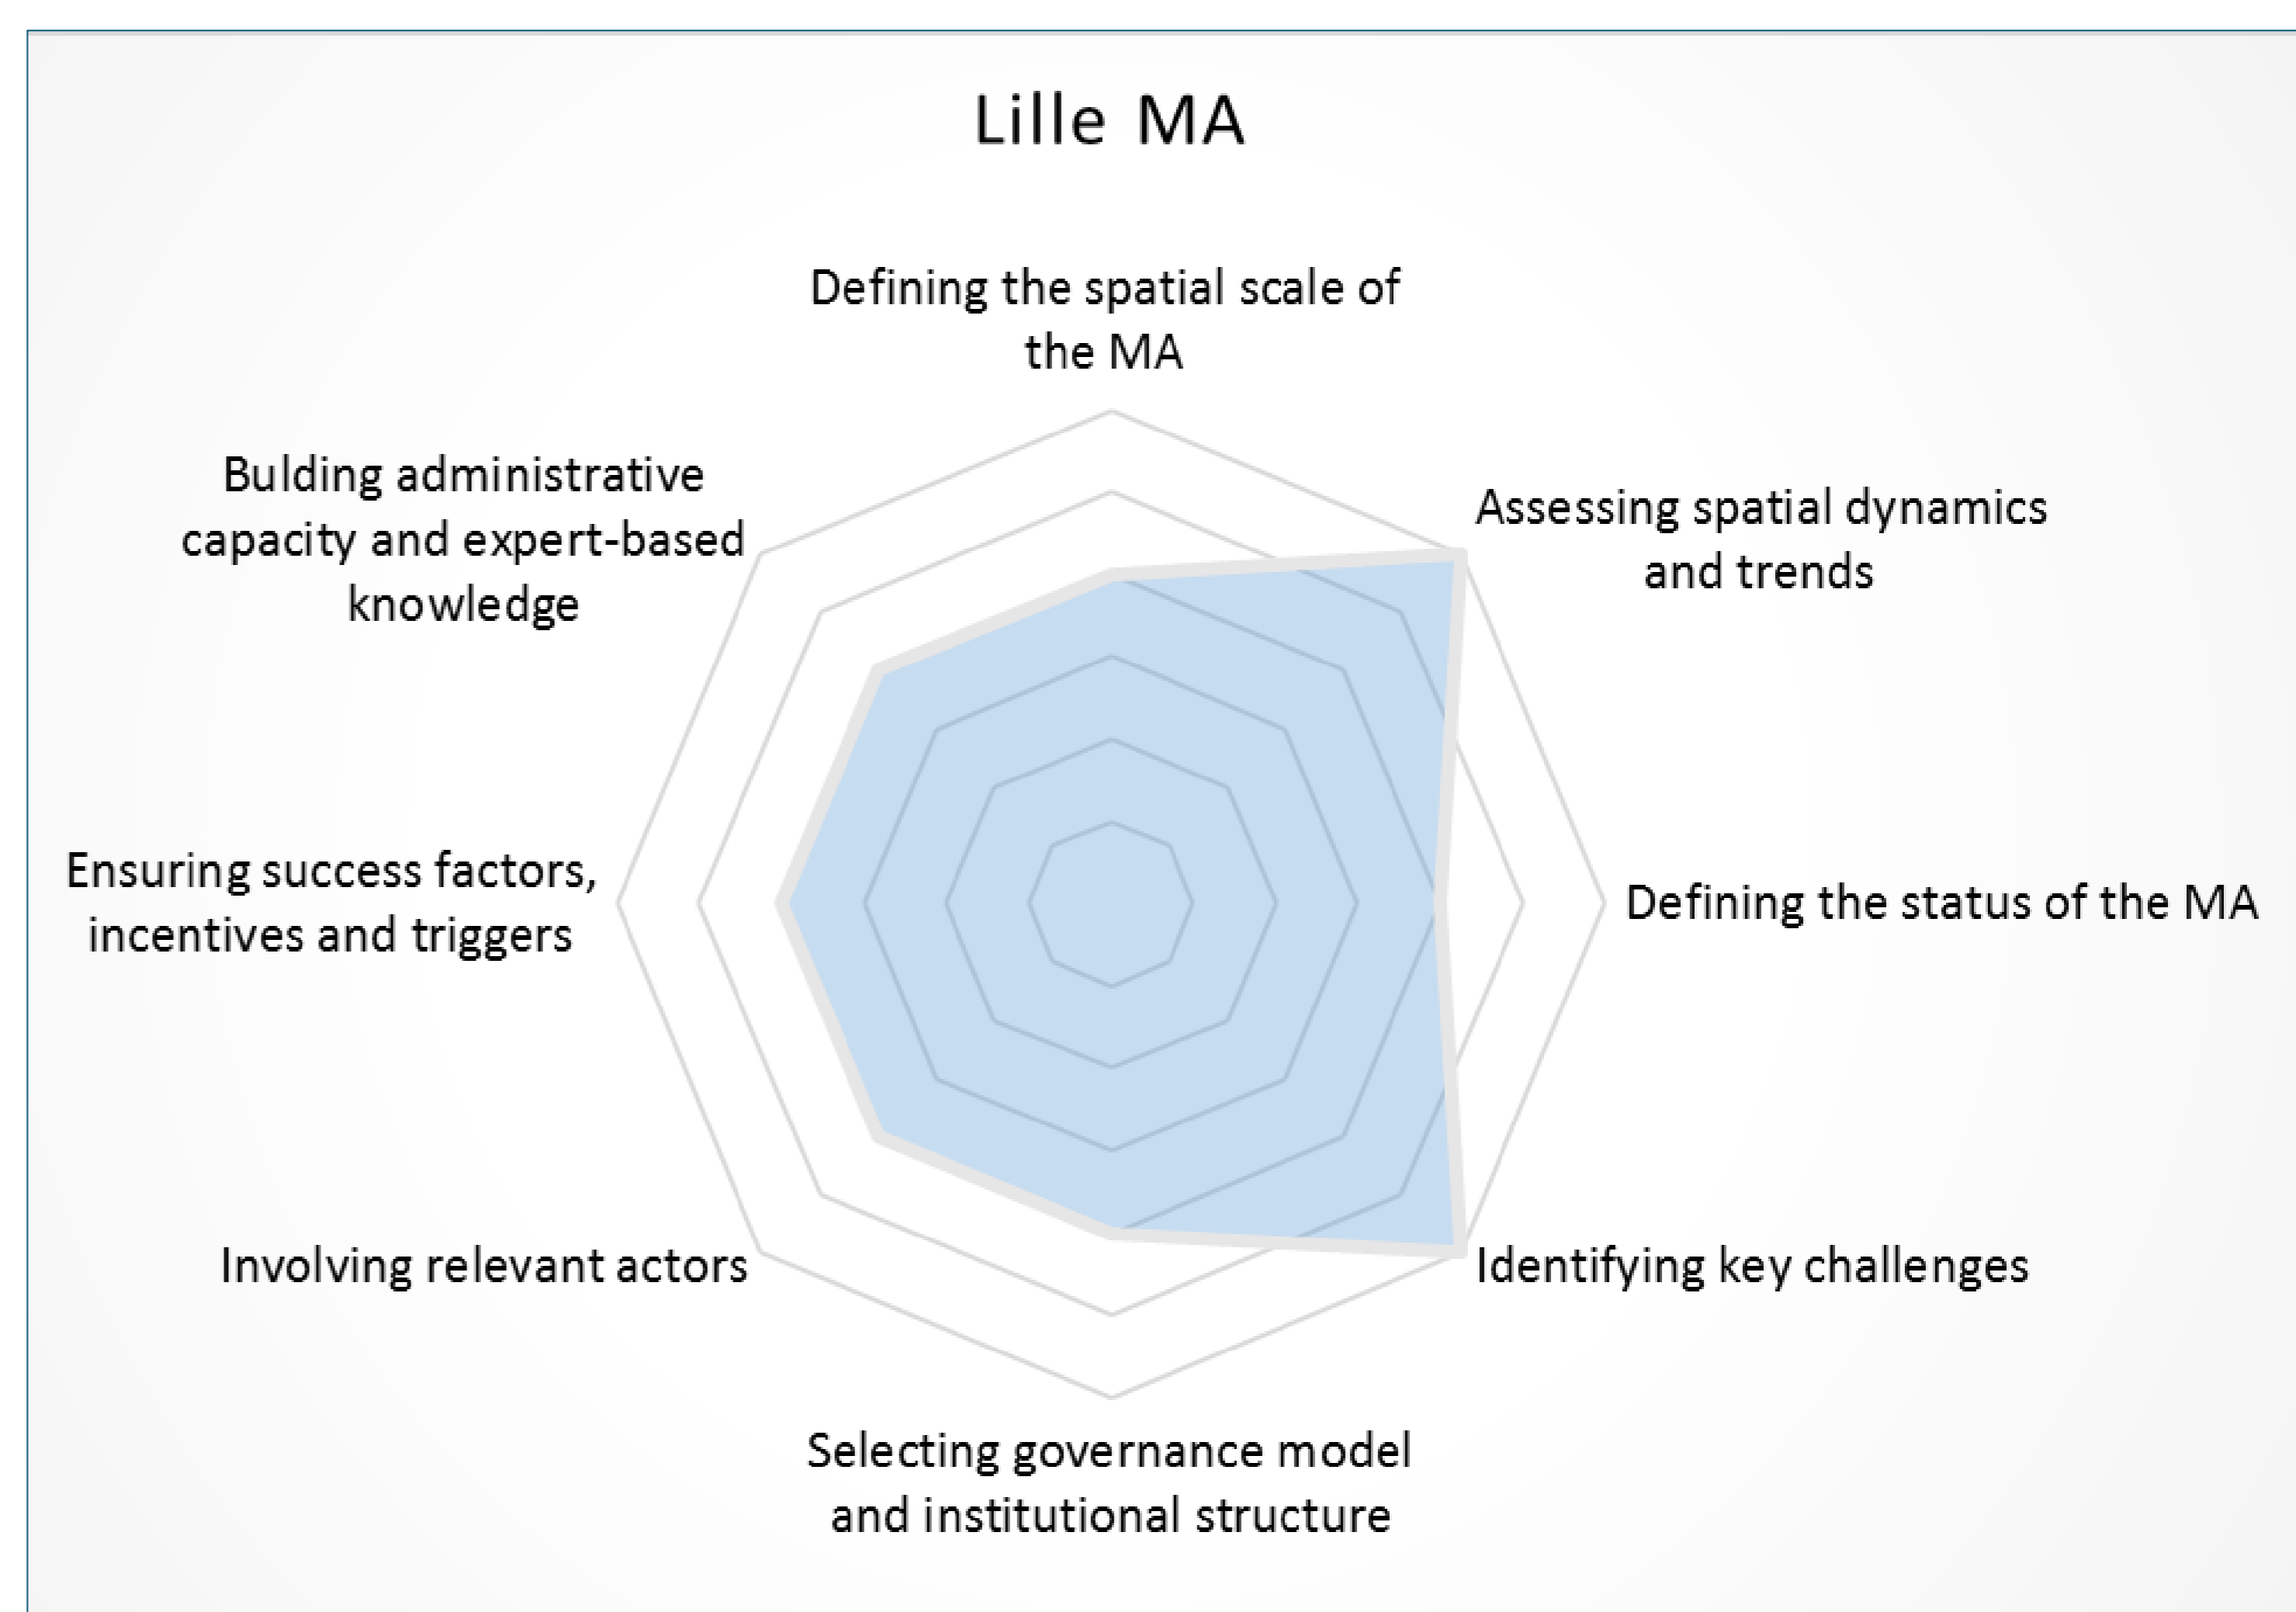 Lille MA
Defining the spatial scale of
the MA
Assessing spatial dynamics
and trends
Defining the status of the MA
Identifying key challenges
Selecting governance model
and institutional structure
Involving relevant actors
Ensuring success factors,
incentives and triggers
Bulding administrative
capacity and expert-based
knowledge